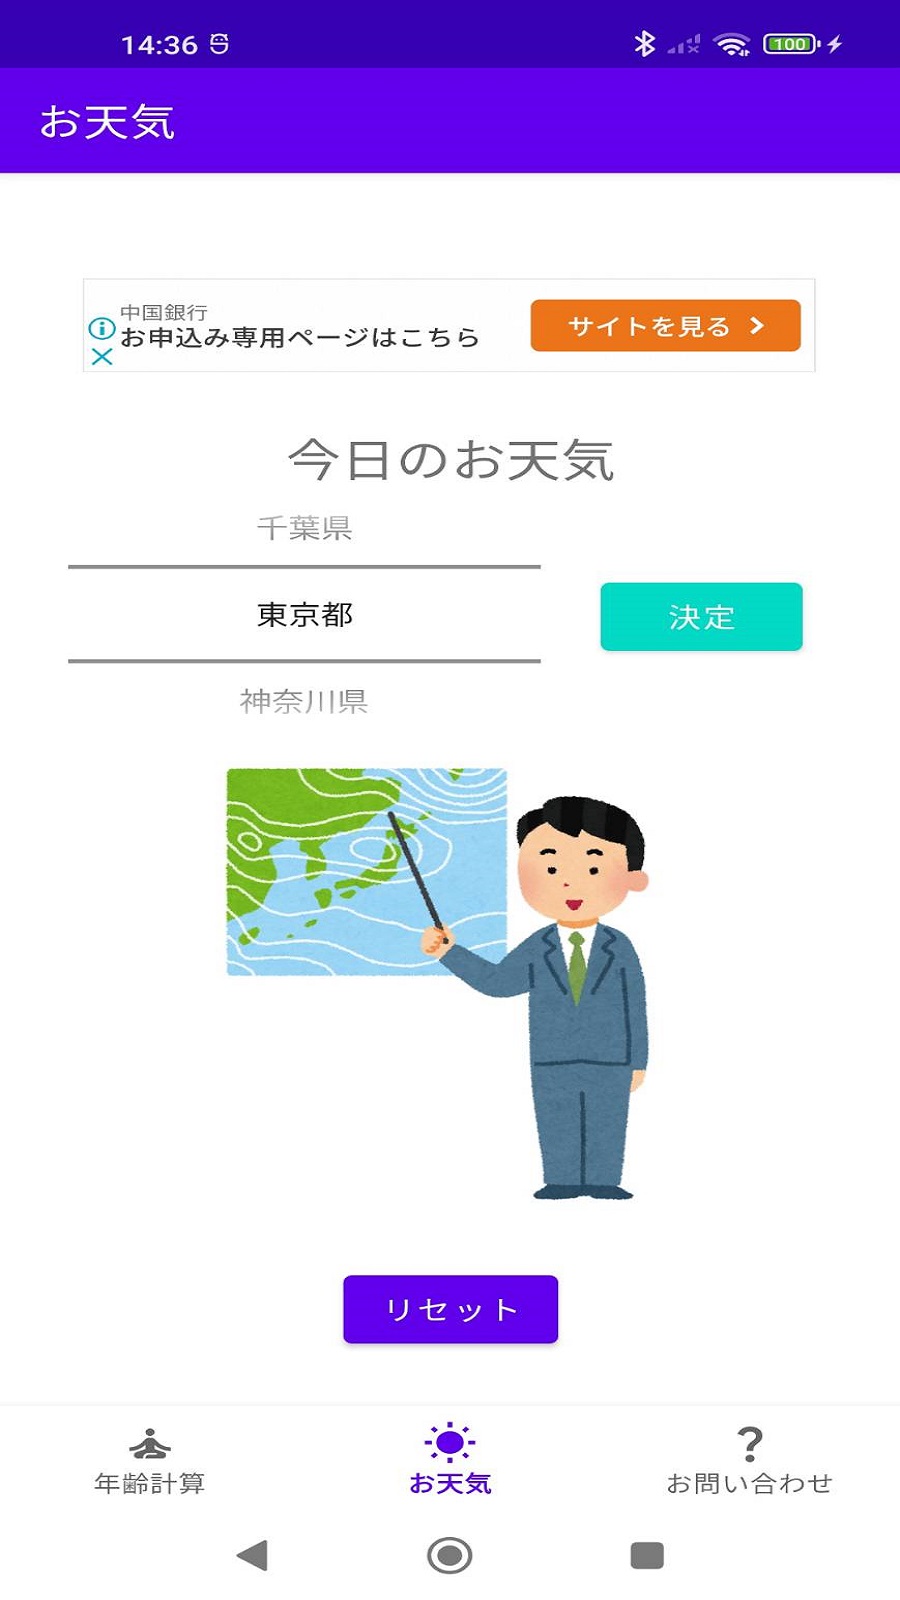 14:36
100
お天気
中国銀行
お申込み専用ページはこちら
サイトを見る
今日のお天気
千葉県
東京都
決定
神奈川県
リセット
年齢計算
お天気
お問い合わせ